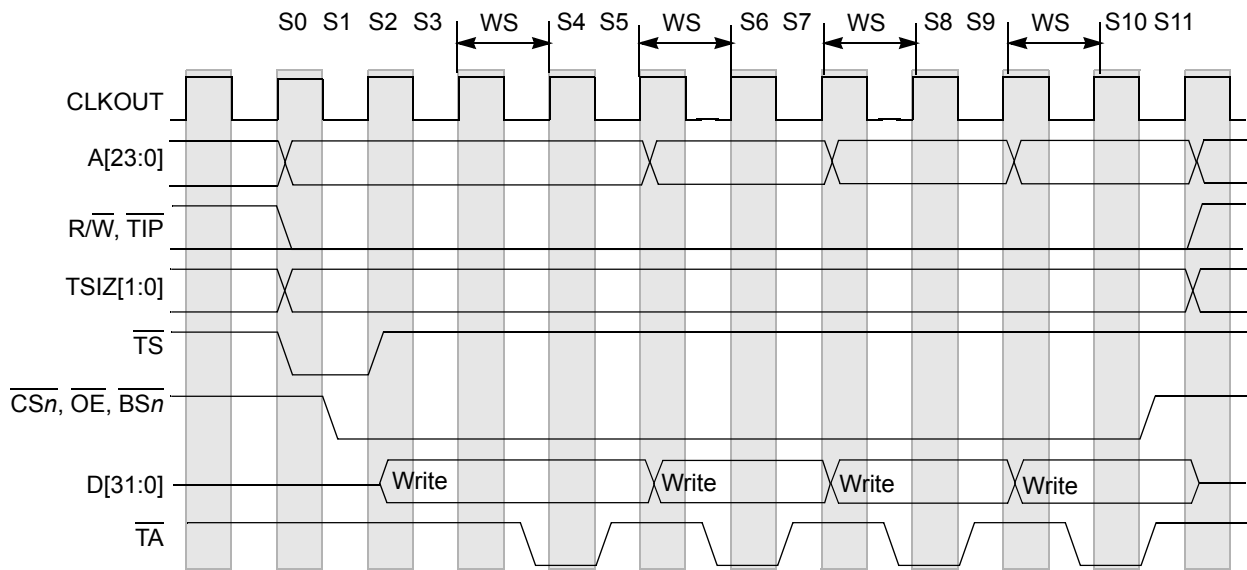 S0 S1 S2 S3 WS S4 S5 WS S6 S7 WS S8 S9 WS S10 S11
CLKOUT
A[23:0]
R/W, TIP
TSIZ[1:0]
TS
CSn, OE, BSn
D[31:0] Write Write Write Write
TA